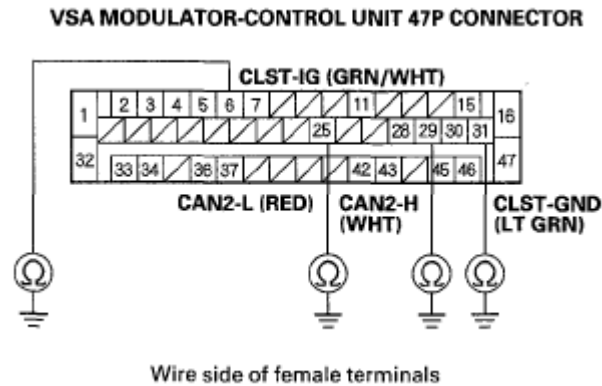 VSA MODULATOR-CONTROL UNIT 47P CONNECTOR
CLST-IG (GRN/WHT)
1 2 3 4 5 6 7 11 15 16
25 28 29 30 31
32 33 34 36 37 42 43 45 46 47
CAN2-L (RED) CAN2-H (WHT) CLST-GND (LT GRN)
Ω Ω Ω Ω
Wire side of female terminals